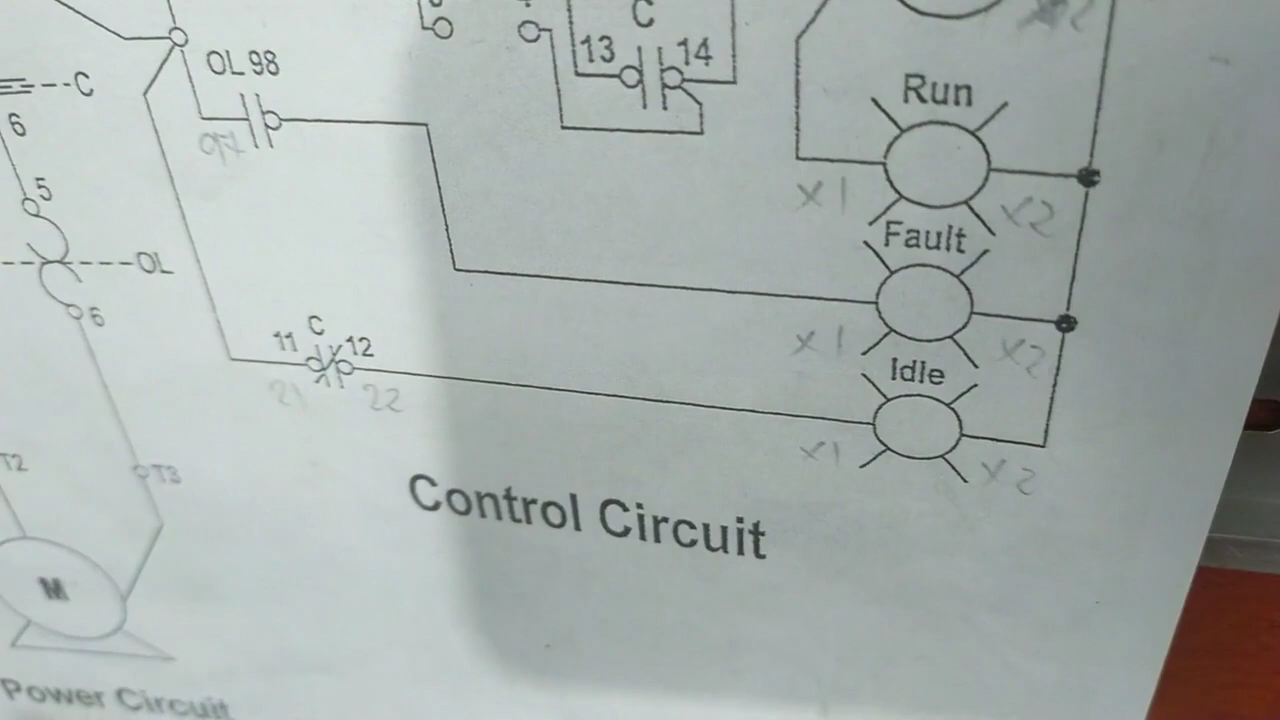 C
13 14
OL 98
97
C
6
Run
X1 X2
5
Fault
OL
6
X1 X2
C
11 12
21 22
Idle
X1 X2
T2
T3
Control Circuit
M
Power Circuit